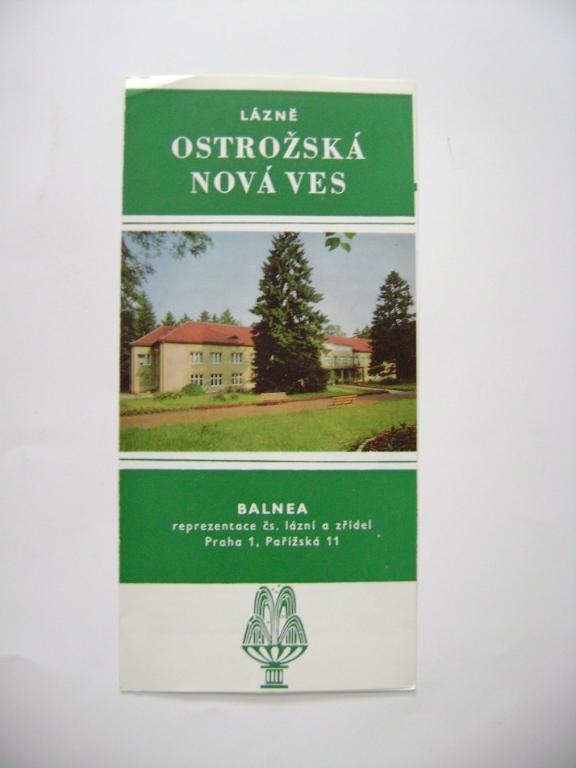 LÁZNĚ
OSTROŽSKÁ
NOVÁ VES
BALNEA
reprezentace čs. lázní a zřídel
Praha 1, Pařížská 11